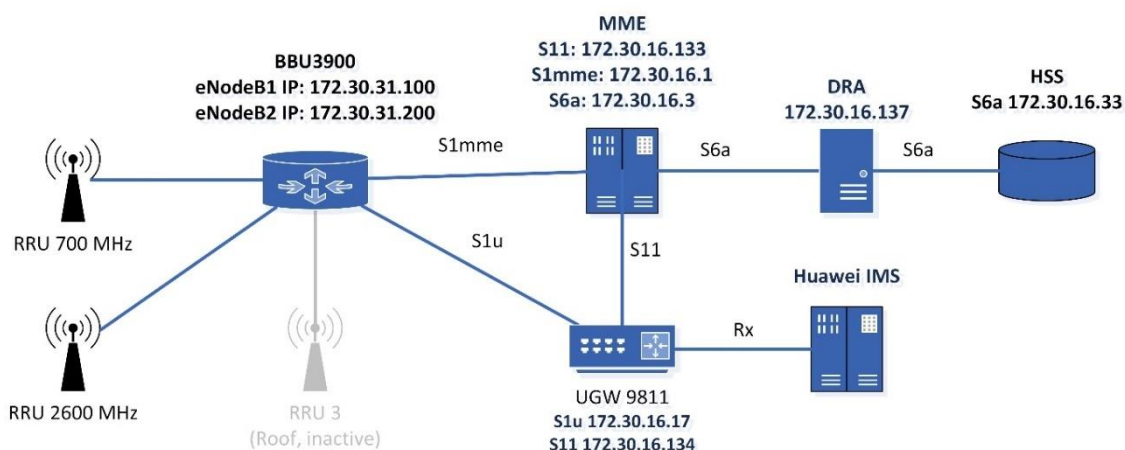 MME
S11: 172.30.16.133
S1mme: 172.30.16.1
S6a: 172.30.16.3
BBU3900
eNodeB1 IP: 172.30.31.100
eNodeB2 IP: 172.30.31.200
DRA
172.30.16.137
HSS
S6a 172.30.16.33
S1mme
S6a
S6a
RRU 700 MHz
S1u
S11
Huawei IMS
Rx
RRU 2600 MHz
RRU 3
(Roof, inactive)
UGW 9811
S1u 172.30.16.17
S11 172.30.16.134